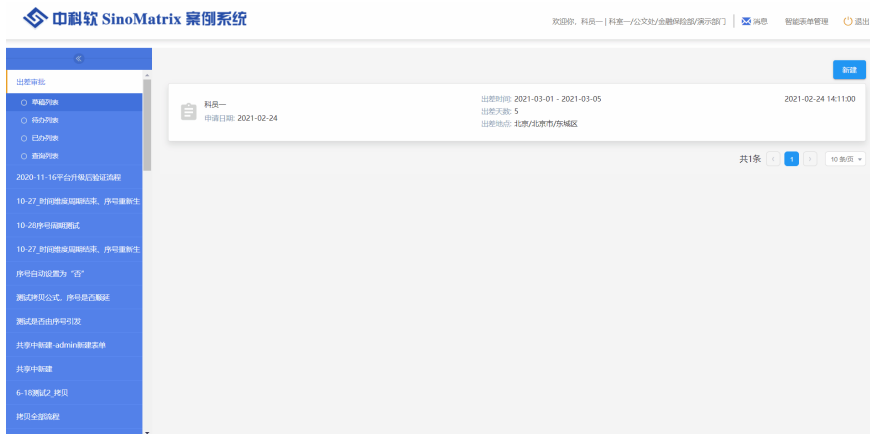 中科软 SinoMatrix 案例系统
欢迎你，科员一 | 科室一/公文处/金融保险部/演示部门
消息
智能表单管理
退出
出差审批
草稿列表
待办列表
已办列表
查询列表
2020-11-16平台升级后验证流程
10-27_时间维度周期结束，序号重新生
10-28序号周期测试
10-27_时间维度周期结束，序号重新生
序号自动设置为“否”
测试拷贝公式，序号是否顺延
测试是否由序号引发
共享中新建-admin新建表单
共享中新建
6-18测试2_拷贝
拷贝全部流程
新建
科员一
申请日期: 2021-02-24
出差时间: 2021-03-01 - 2021-03-05
出差天数: 5
出差地点: 北京/北京市/东城区
2021-02-24 14:11:00
共1条
1
10 条/页